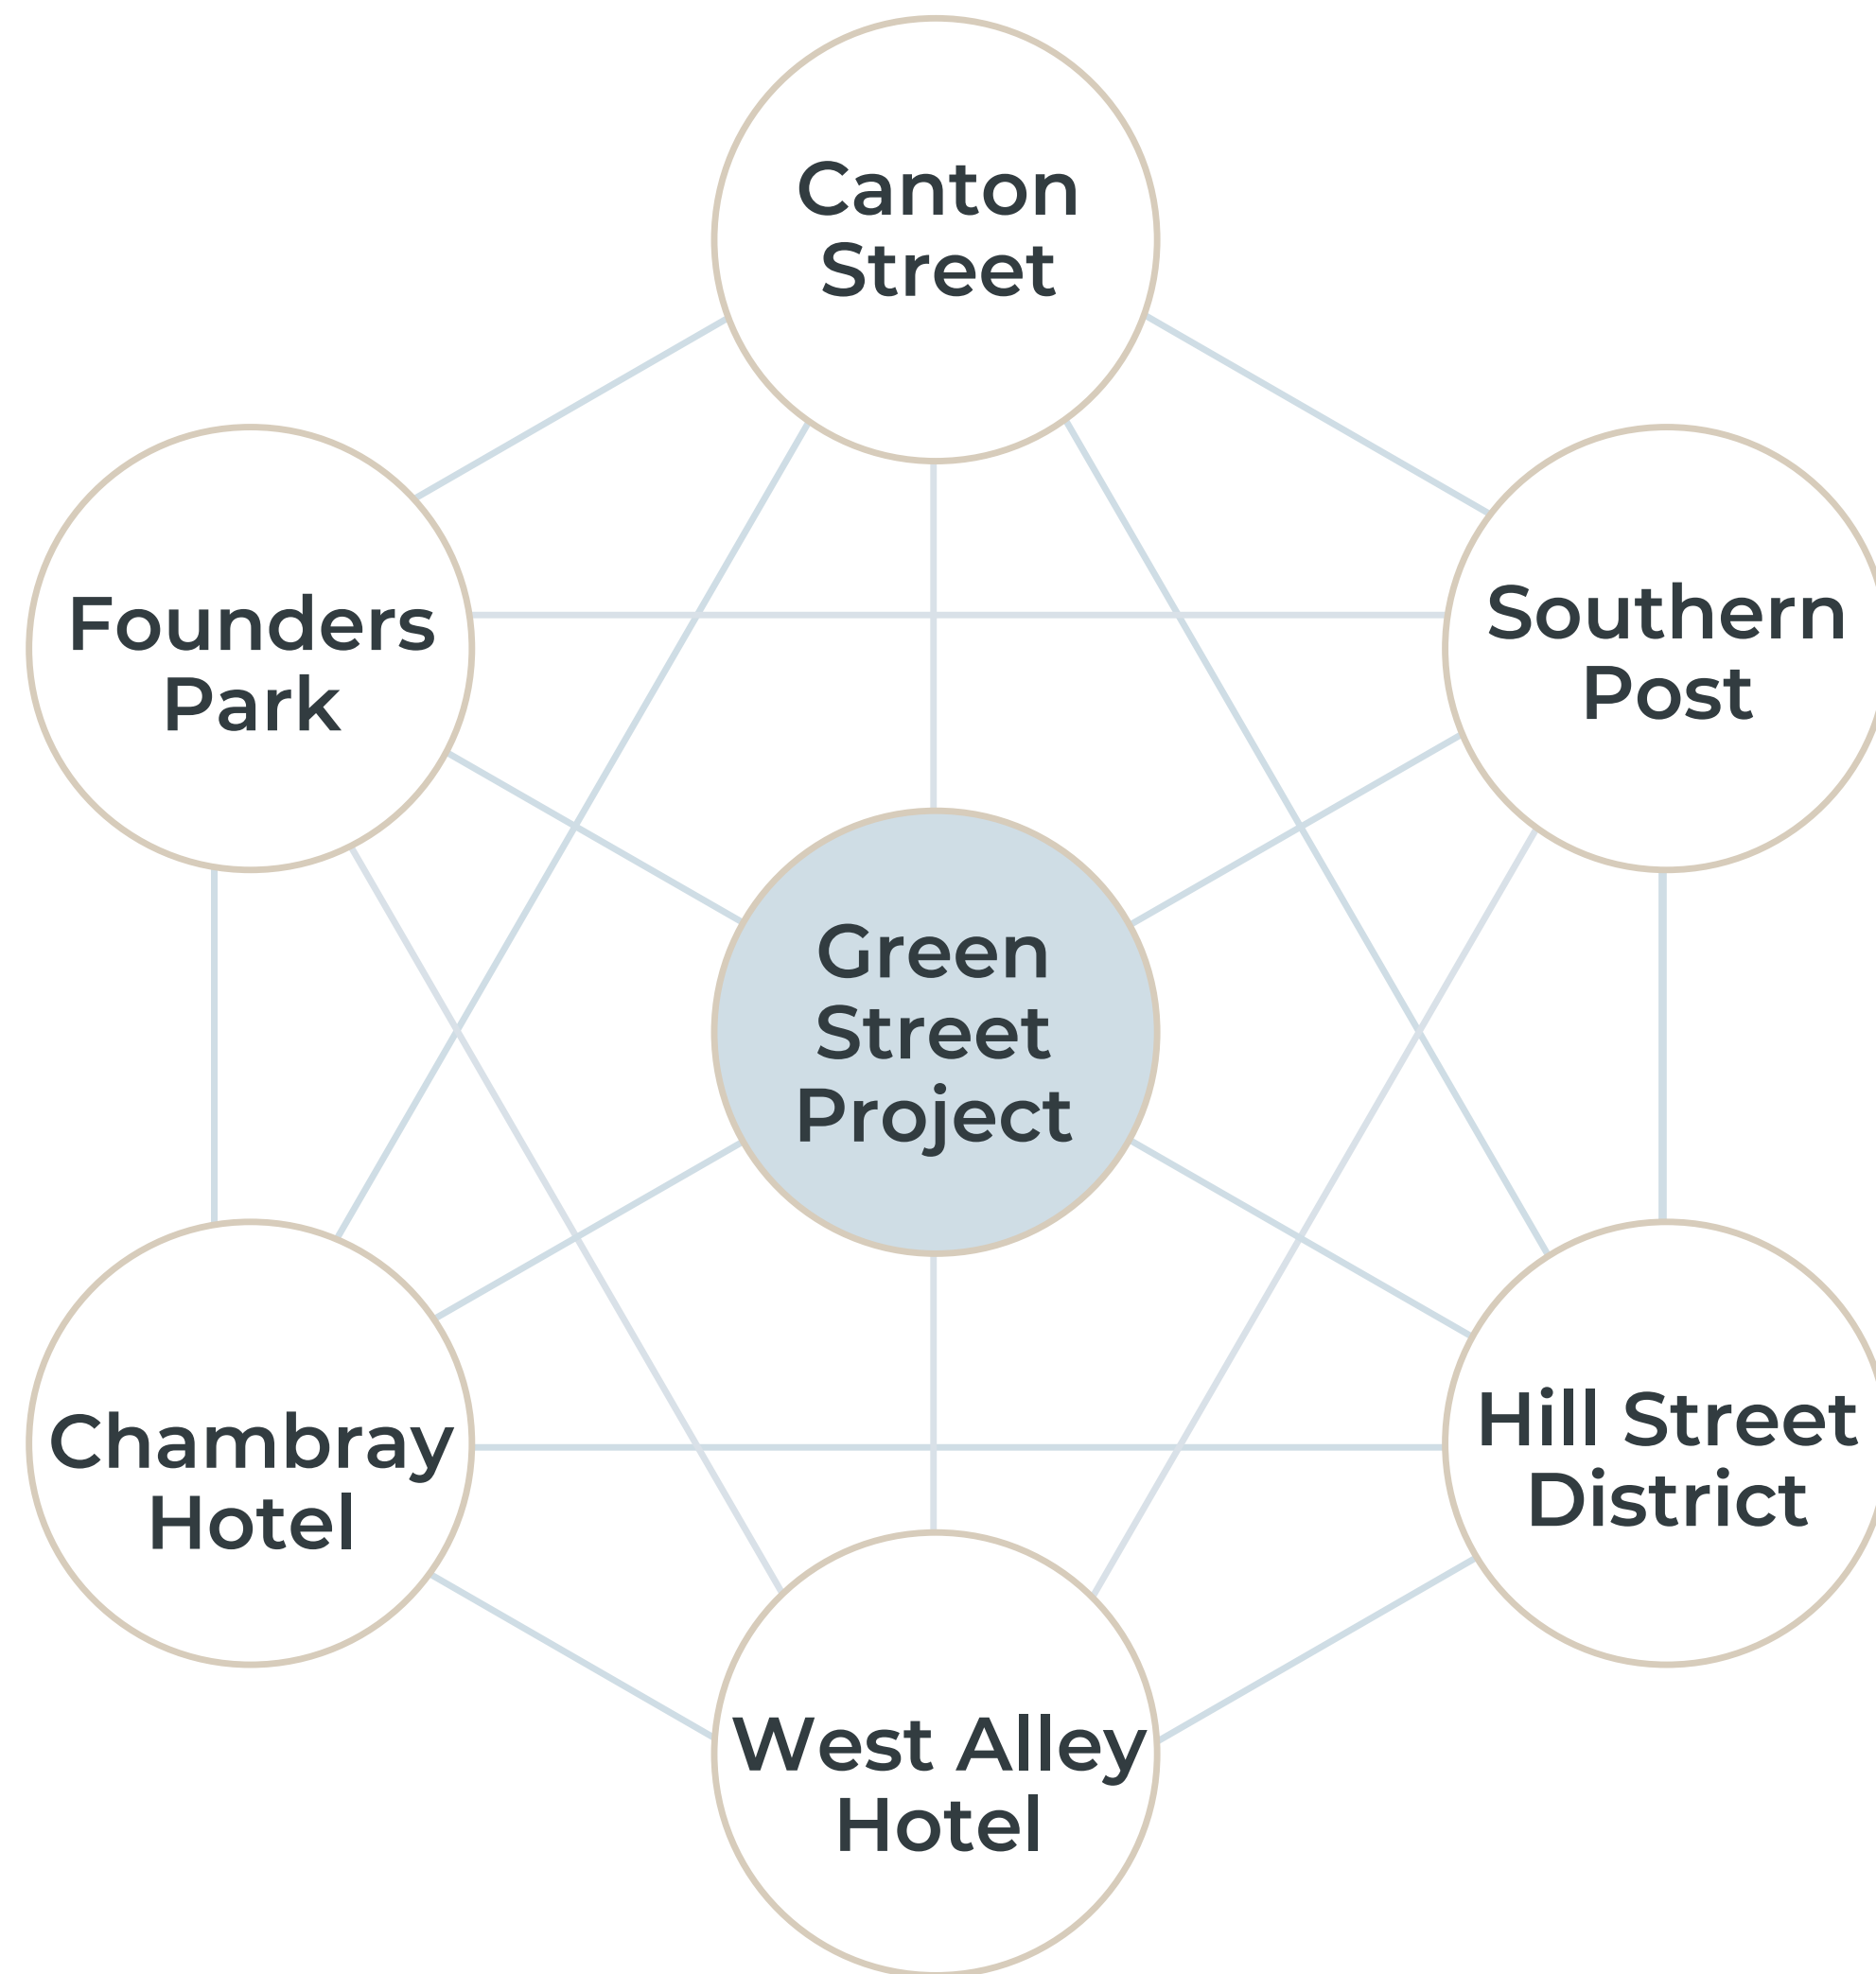 Canton
Street
Founders
Park
Southern
Post
Green
Street
Project
Chambray
Hotel
Hill Street
District
West Alley
Hotel